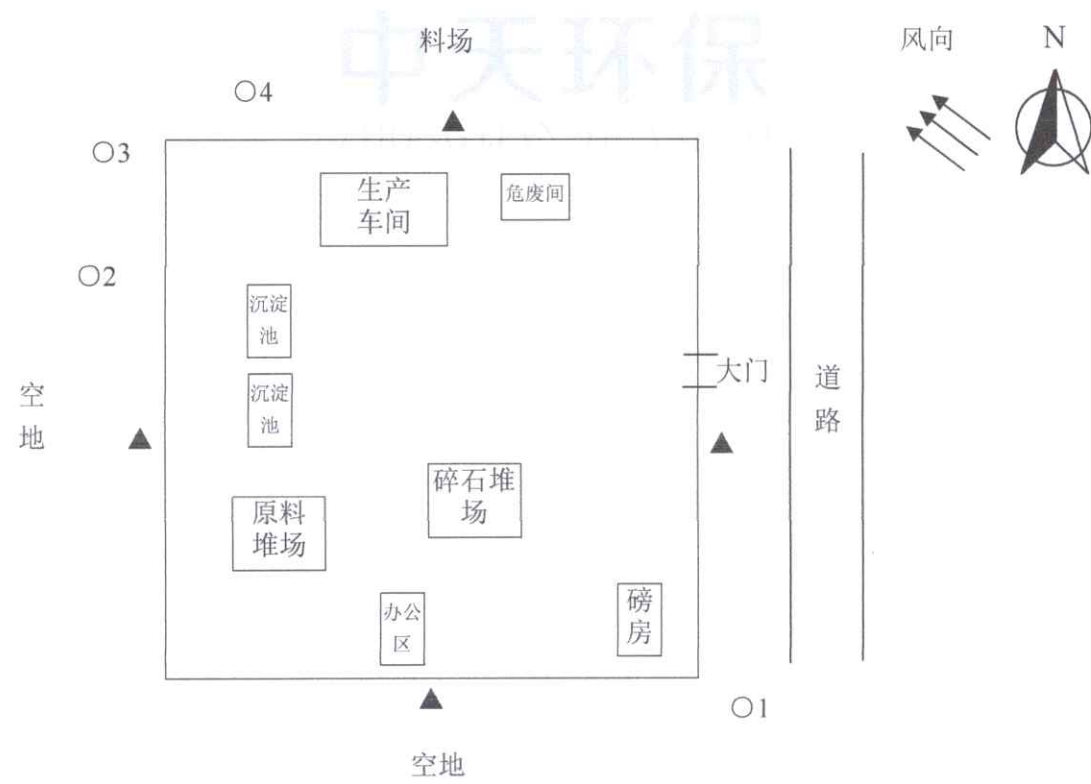 中天环保
料场
风向
N
○4
○3
生产
车间
危废间
○2
沉淀
池
大门
道
路
空
地
沉淀
池
碎石堆
场
原料
堆场
办公
区
磅
房
○1
空地